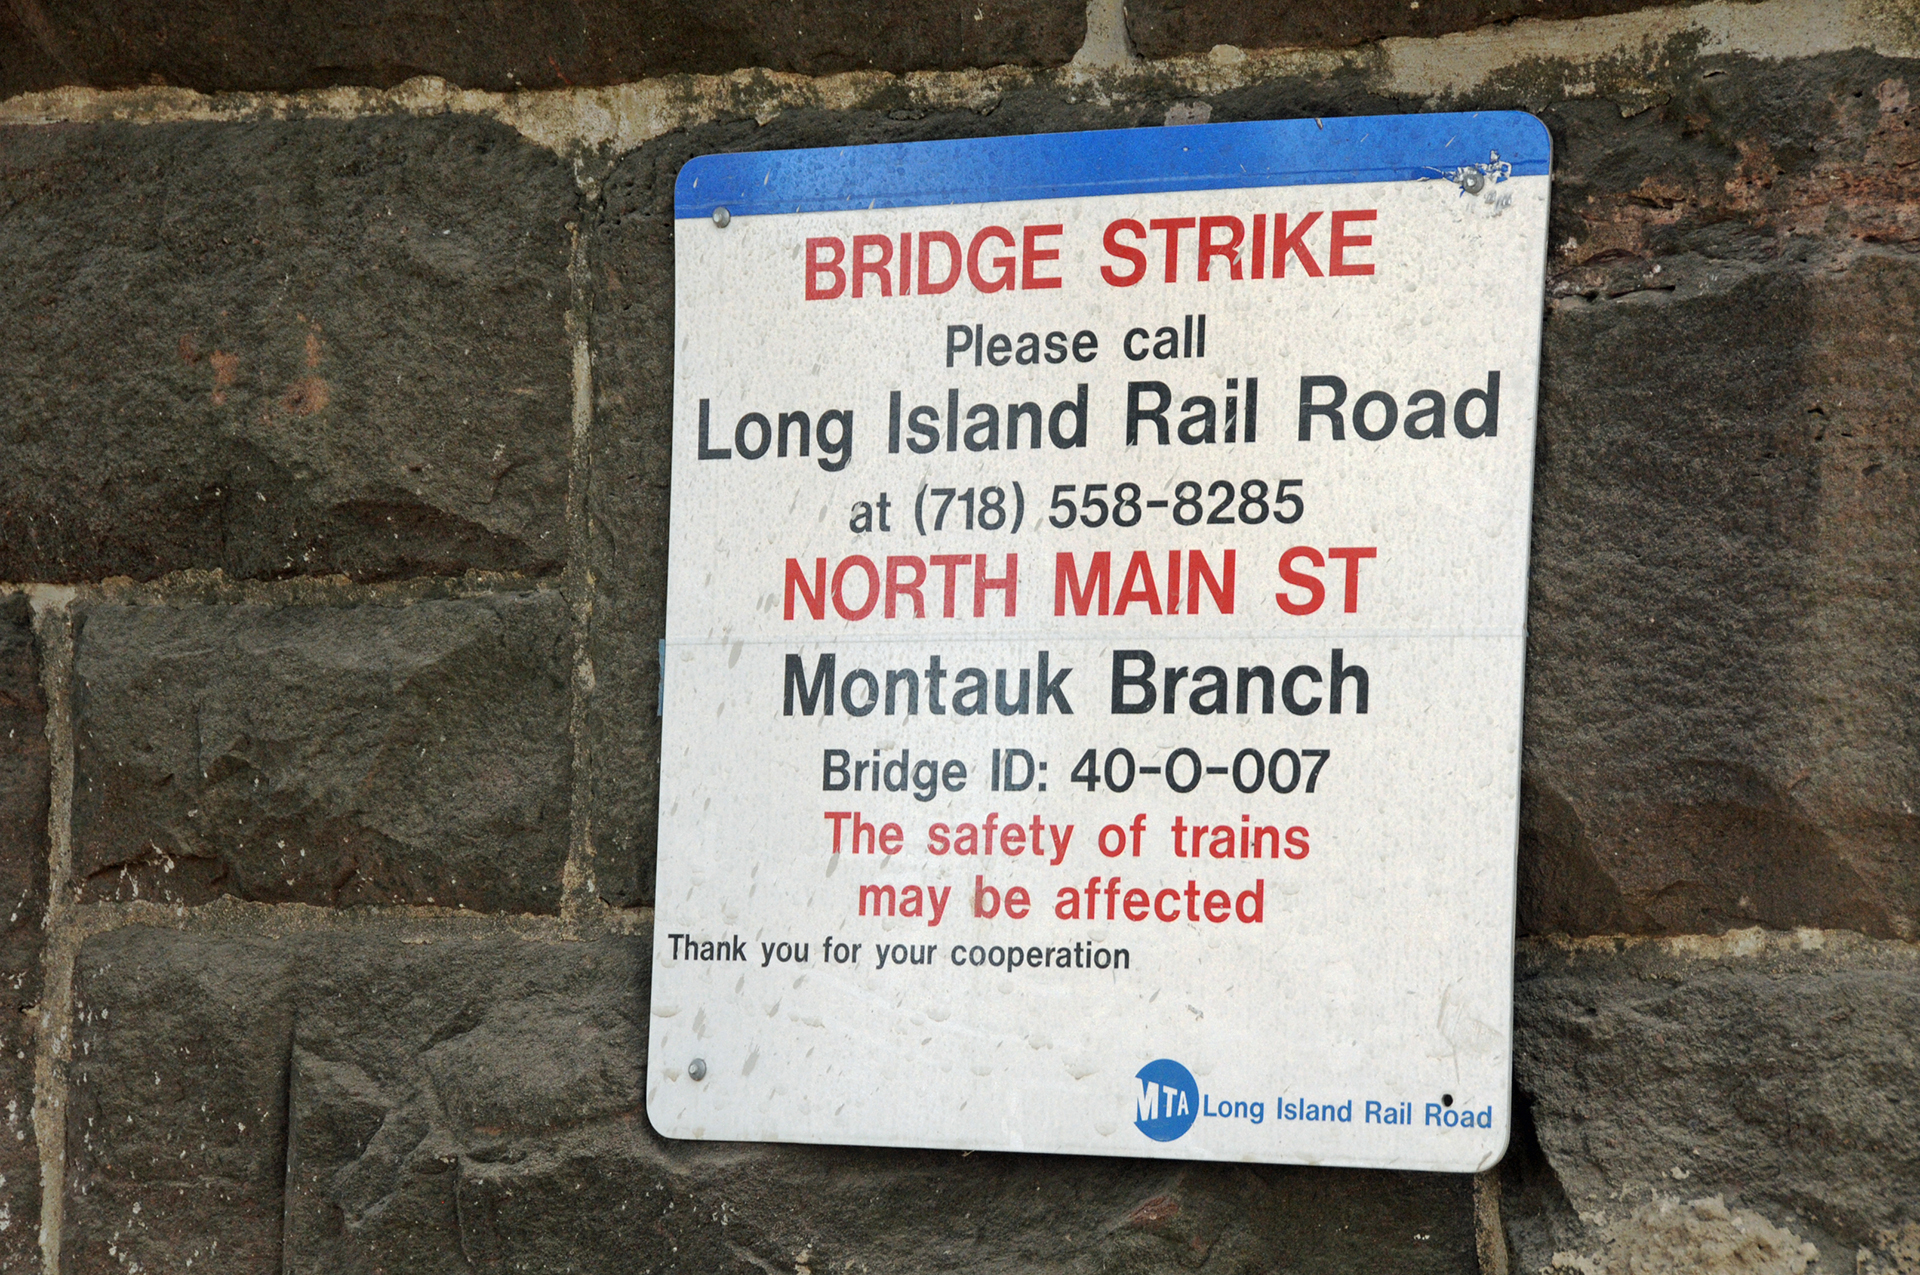 BRIDGE STRIKE
Please call
Long Island Rail Road
at (718) 558-8285
NORTH MAIN ST
Montauk Branch
Bridge ID: 40-O-007
The safety of trains
may be affected
Thank you for your cooperation
MTA Long Island Rail Road